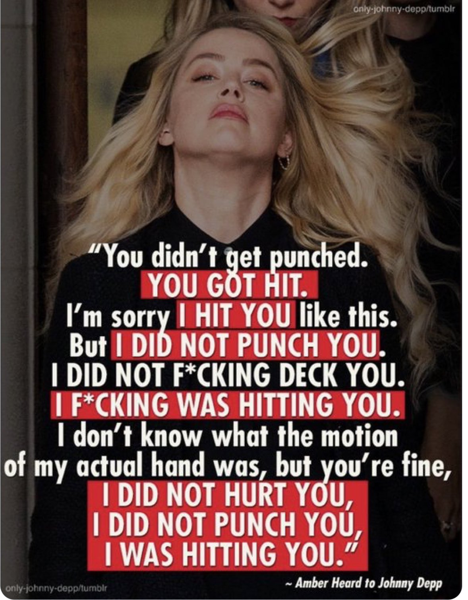 only-johnny-depp/tumblr
"You didn't get punched.
YOU GOT HIT.
I'm sorry I HIT YOU like this.
But I DID NOT PUNCH YOU.
I DID NOT F*CKING DECK YOU.
I F*CKING WAS HITTING YOU.
I don't know what the motion
of my actual hand was, but you're fine,
I DID NOT HURT YOU,
I DID NOT PUNCH YOU,
I WAS HITTING YOU."
~ Amber Heard to Johnny Depp
only-johnny-depp/tumblr